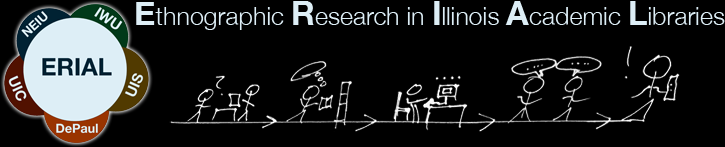 Ethnographic Research in Illinois Academic Libraries
NEIU
IWU
UIC
ERIAL
UIS
DePaul
?
!